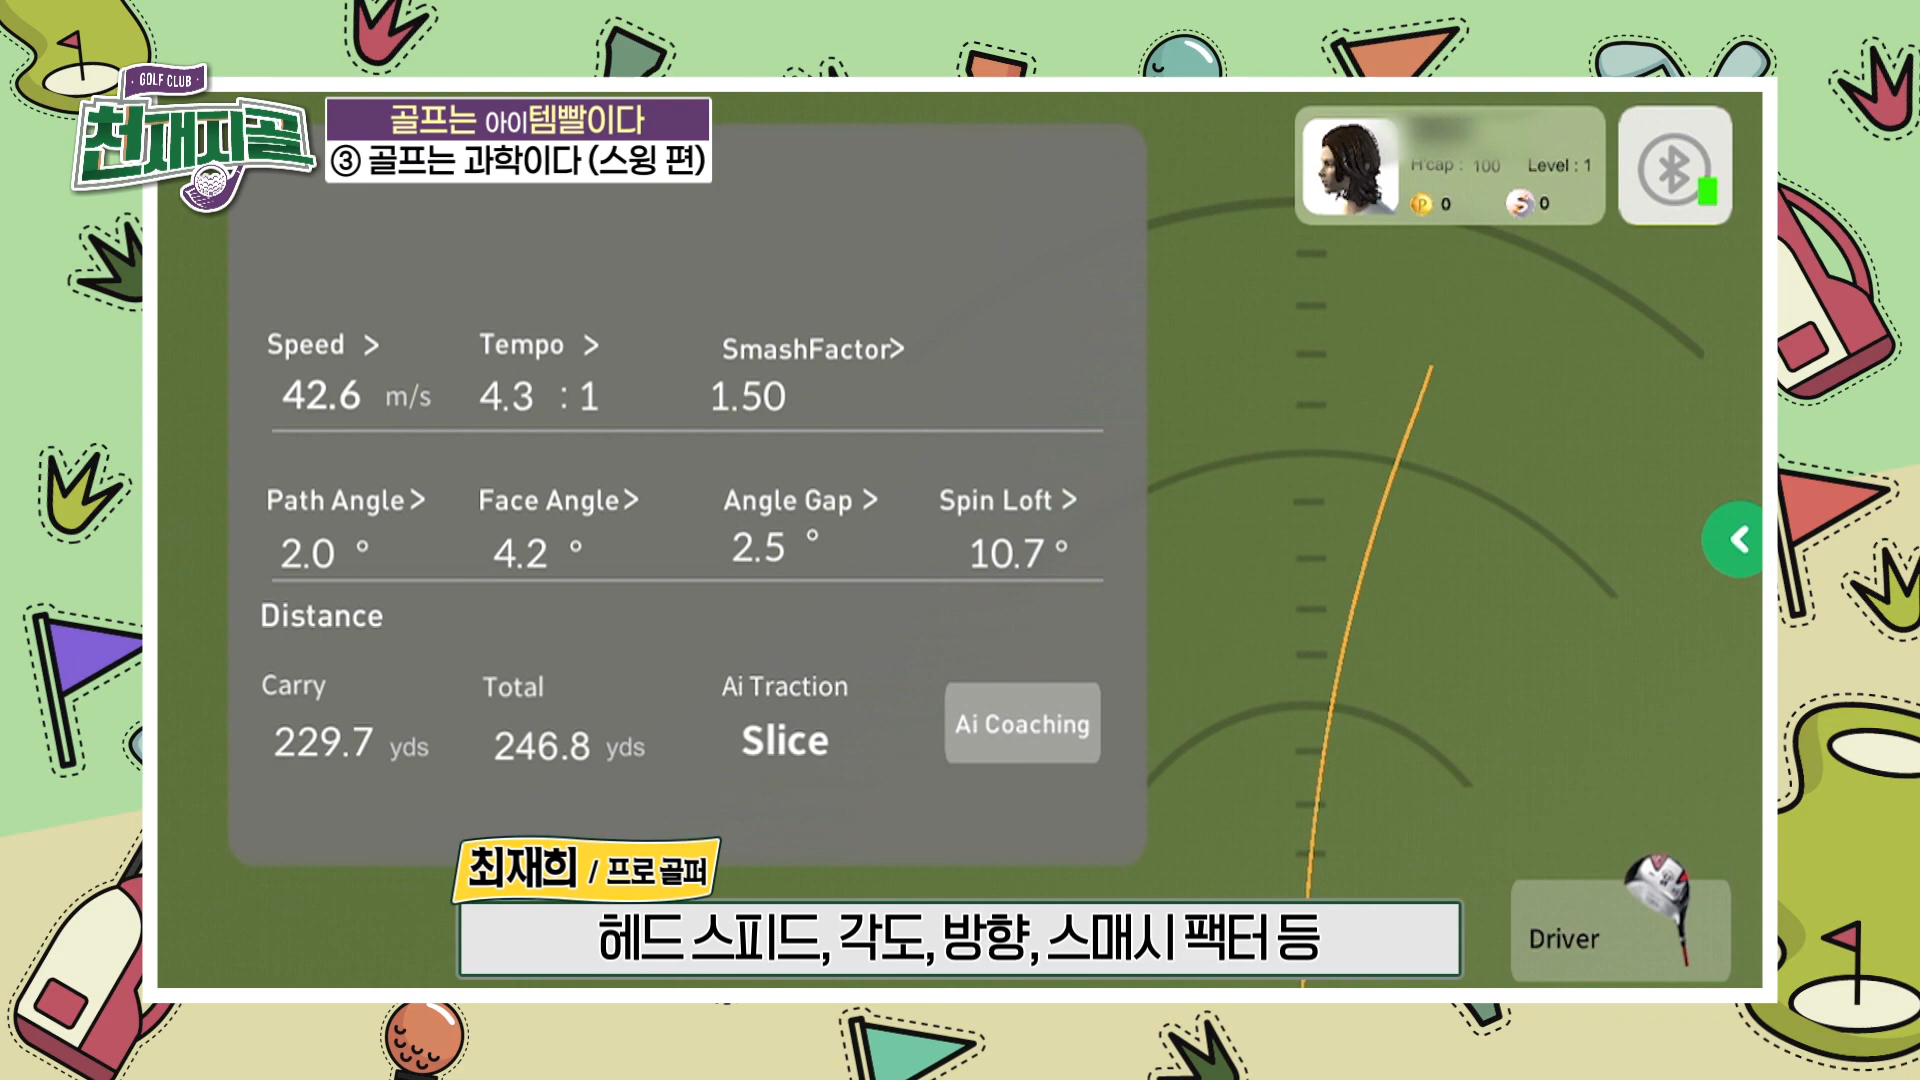 GOLF CLUB
천재지골
골프는 아이템빨이다
③ 골프는 과학이다 (스윙 편)
H'cap : 100 Level : 1
P 0 S 0
Speed > Tempo > SmashFactor>
42.6 m/s 4.3 : 1 1.50
Path Angle> Face Angle> Angle Gap > Spin Loft >
2.0 ° 4.2 ° 2.5 ° 10.7 °
Distance
Carry Total Ai Traction
229.7 yds 246.8 yds Slice Ai Coaching
최재희 / 프로 골퍼
헤드 스피드, 각도, 방향, 스매시 팩터 등
Driver